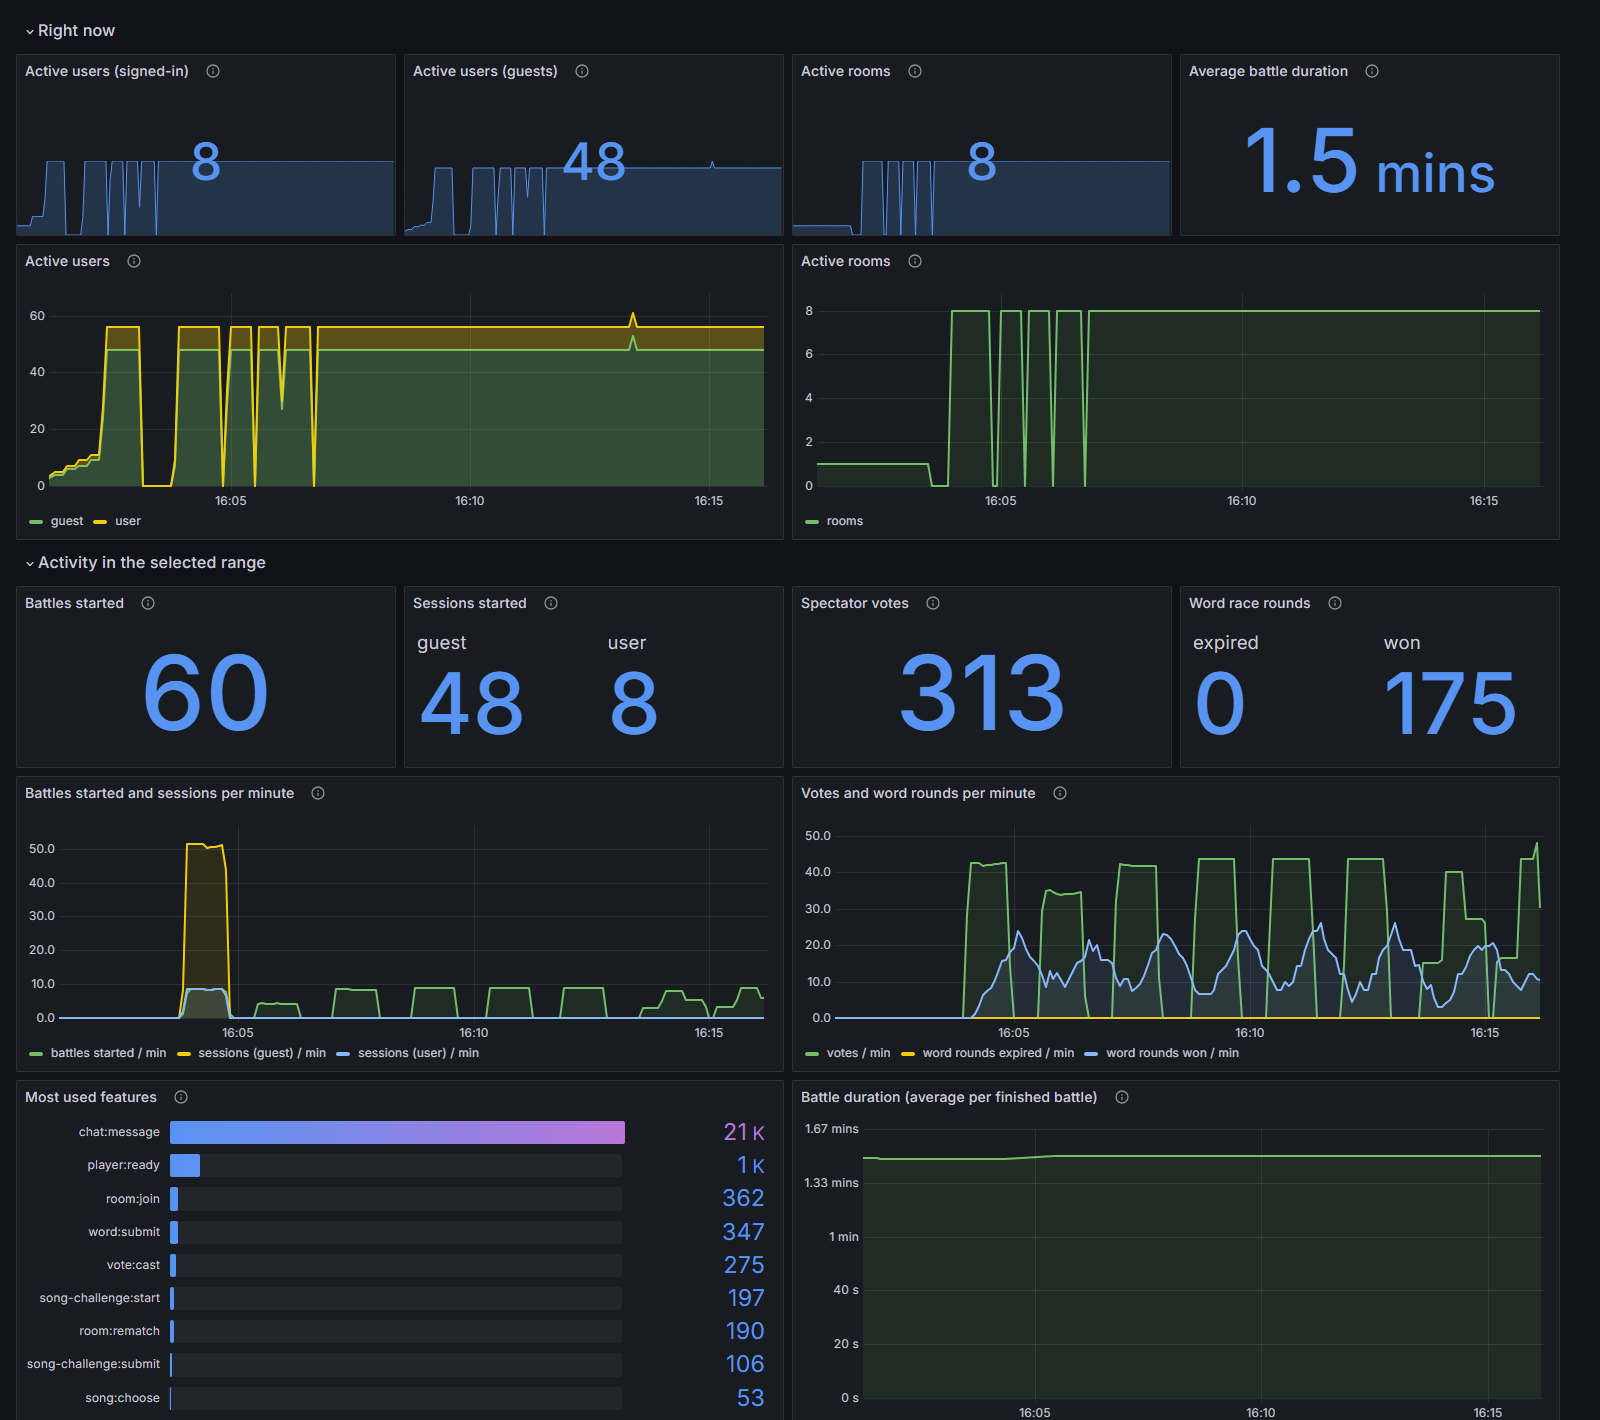 Right now
Active users (signed-in)
8
Active users (guests)
48
Active rooms
8
Average battle duration
1.5 mins
Active users
60
40
20
0
16:05 16:10 16:15
guest user
Active rooms
8
6
4
2
0
16:05 16:10 16:15
rooms
Activity in the selected range
Battles started
60
Sessions started
guest user
48 8
Spectator votes
313
Word race rounds
expired won
0 175
Battles started and sessions per minute
50.0
40.0
30.0
20.0
10.0
0.0
16:05 16:10 16:15
battles started / min sessions (guest) / min sessions (user) / min
Votes and word rounds per minute
50.0
40.0
30.0
20.0
10.0
0.0
16:05 16:10 16:15
votes / min word rounds expired / min word rounds won / min
Most used features
chat:message 21 K
player:ready 1 K
room:join 362
word:submit 347
vote:cast 275
song-challenge:start 197
room:rematch 190
song-challenge:submit 106
song:choose 53
Battle duration (average per finished battle)
1.67 mins
1.33 mins
1 min
40 s
20 s
0 s
16:05 16:10 16:15